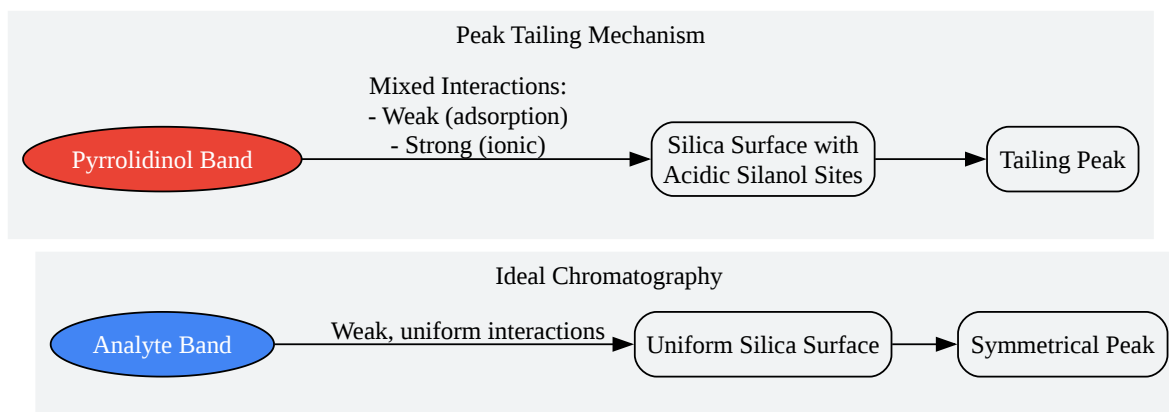 Peak Tailing Mechanism
Mixed Interactions:
- Weak (adsorption)
- Strong (ionic)
Pyrrolidinol Band
Silica Surface with
Acidic Silanol Sites
Tailing Peak
Ideal Chromatography
Analyte Band
Weak, uniform interactions
Uniform Silica Surface
Symmetrical Peak